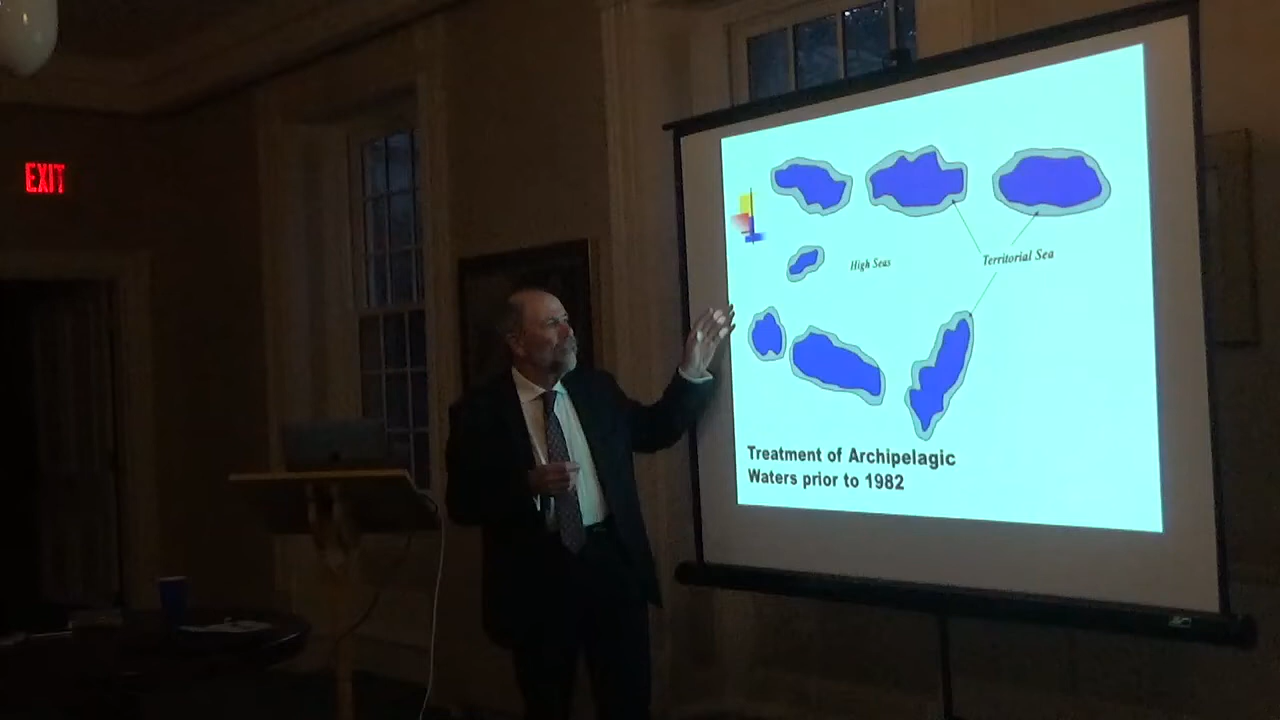 EXIT
High Seas
Territorial Sea
Treatment of Archipelagic
Waters prior to 1982